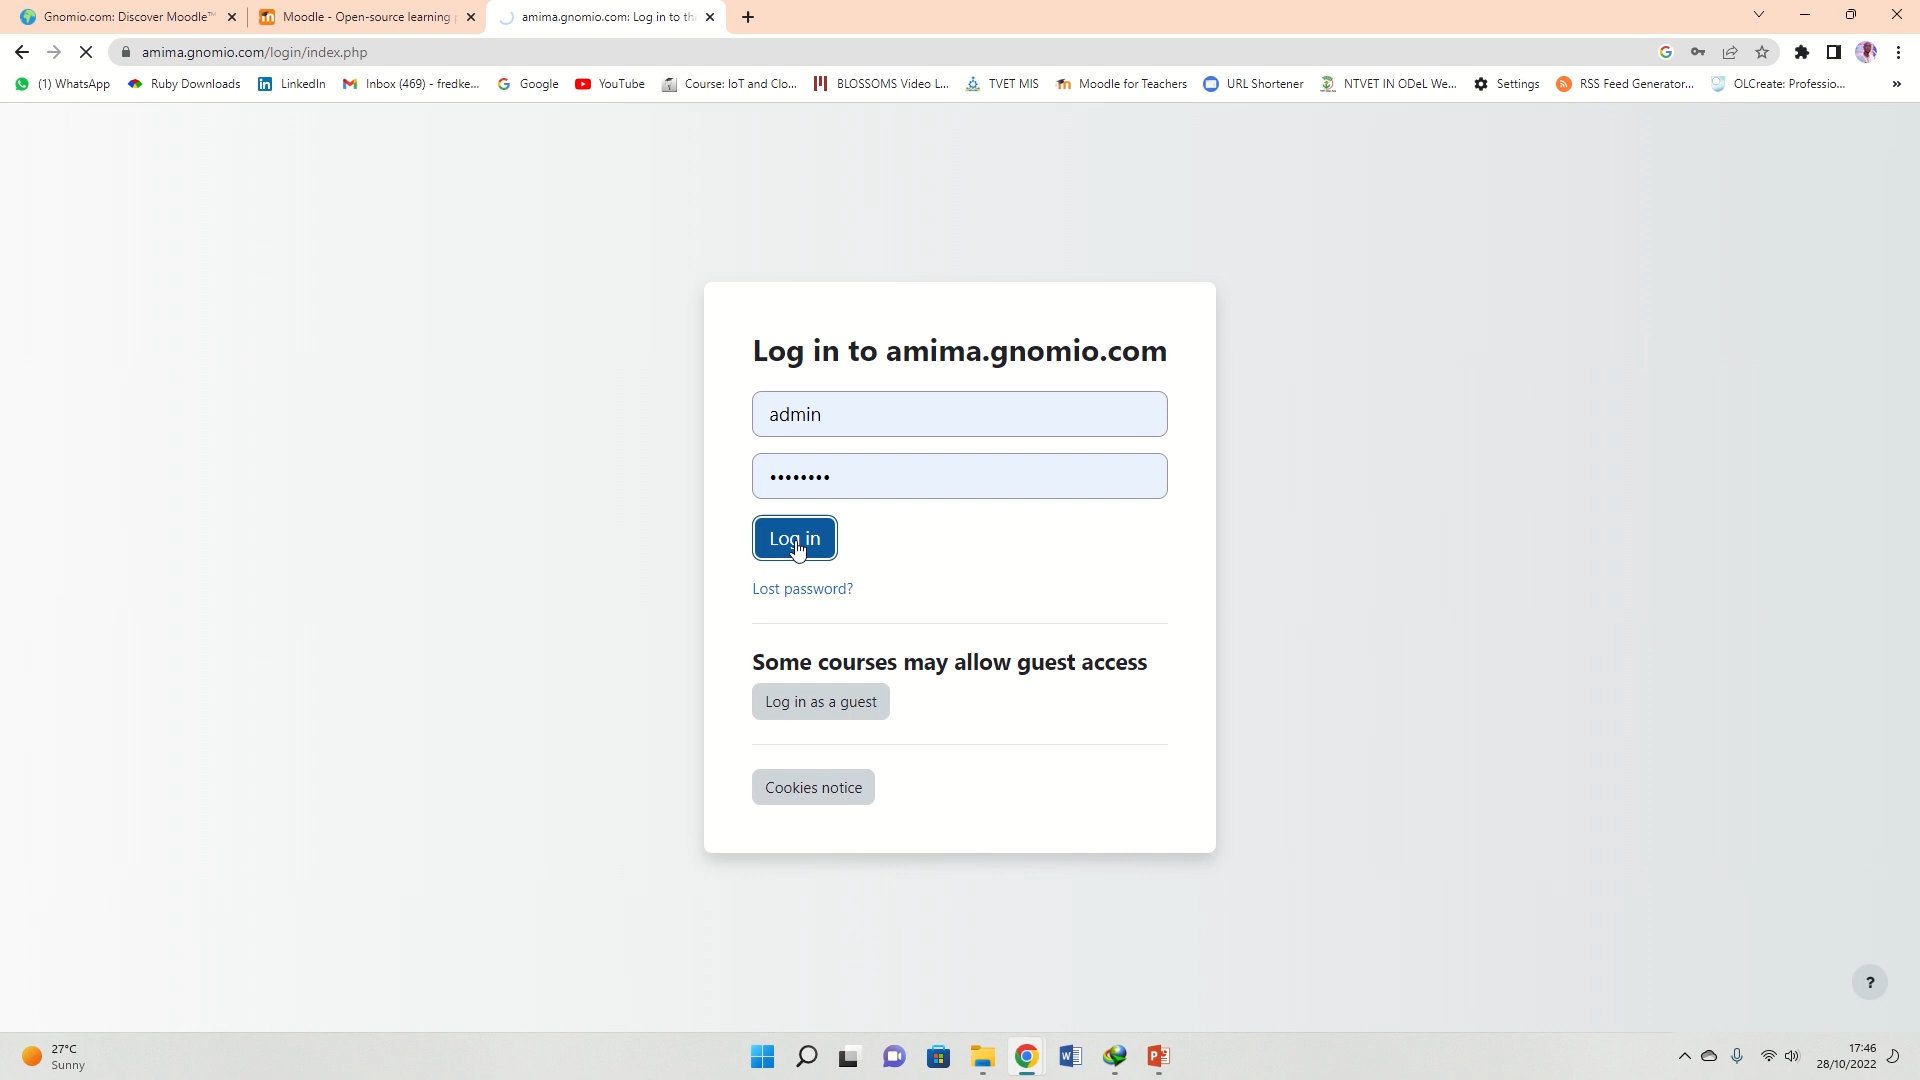 Gnomio.com: Discover Moodle™
Moodle - Open-source learning
amima.gnomio.com: Log in to th
amima.gnomio.com/login/index.php
(1) WhatsApp
Ruby Downloads
LinkedIn
Inbox (469) - fredke...
Google
YouTube
Course: IoT and Clo...
BLOSSOMS Video L...
TVET MIS
Moodle for Teachers
URL Shortener
NTVET IN ODeL We...
Settings
RSS Feed Generator...
OLCreate: Professio...
»
Log in to amima.gnomio.com
admin
••••••••
Log in
Lost password?
Some courses may allow guest access
Log in as a guest
Cookies notice
?
27°C
Sunny
17:46
28/10/2022